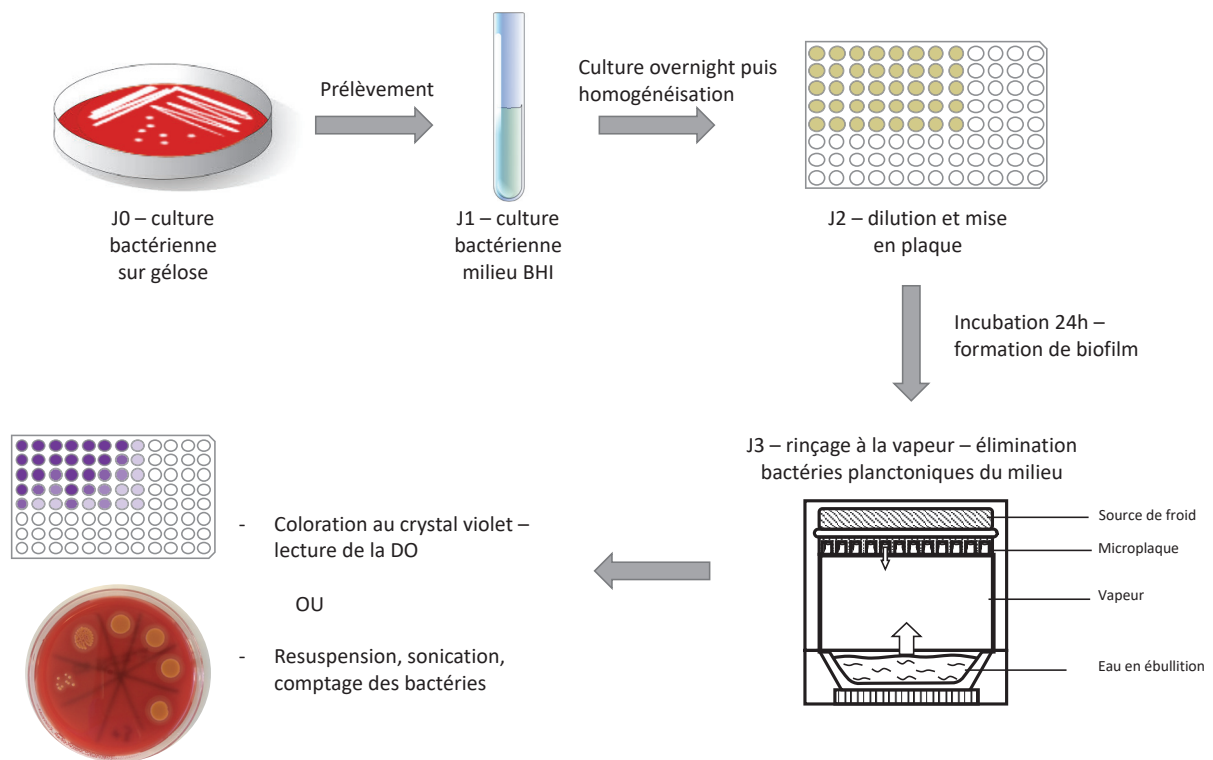 Prélèvement
Culture overnight puis
homogénéisation
J0 – culture
bactérienne
sur gélose
J1 – culture
bactérienne
milieu BHI
J2 – dilution et mise
en plaque
Incubation 24h –
formation de biofilm
J3 – rinçage à la vapeur – élimination
bactéries planctoniques du milieu
Source de froid
Microplaque
Vapeur
Eau en ébullition
- Coloration au crystal violet –
lecture de la DO
OU
- Resuspension, sonication,
comptage des bactéries